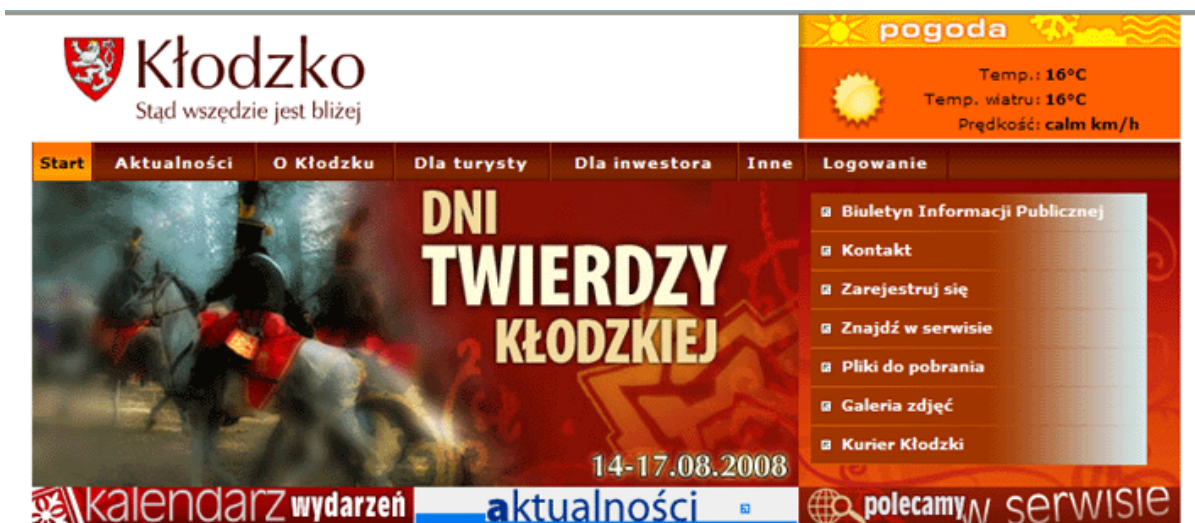 Kłodzko
Stąd wszędzie jest bliżej
pogoda
Temp.: 16°C
Temp. wiatru: 16°C
Prędkość: calm km/h
Start Aktualności O Kłodzku Dla turysty Dla inwestora Inne Logowanie
DNI
TWIERDZY
KŁODZKIEJ
14-17.08.2008
Biuletyn Informacji Publicznej
Kontakt
Zarejestruj się
Znajdź w serwisie
Pliki do pobrania
Galeria zdjęć
Kurier Kłodzki
kalendarz wydarzeń aktualności polecamy w serwisie